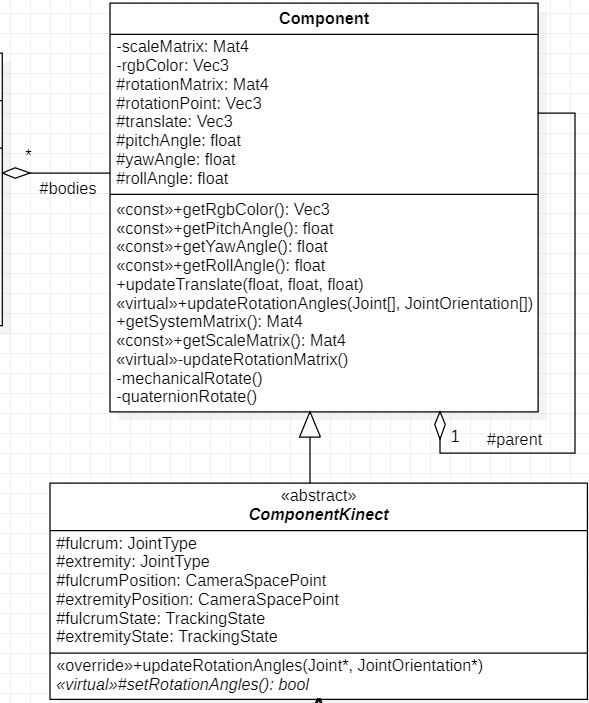 Component
-scaleMatrix: Mat4
-rgbColor: Vec3
#rotationMatrix: Mat4
#rotationPoint: Vec3
#translate: Vec3
#pitchAngle: float
#yawAngle: float
#rollAngle: float
*
#bodies
«const»+getRgbColor(): Vec3
«const»+getPitchAngle(): float
«const»+getYawAngle(): float
«const»+getRollAngle(): float
+updateTranslate(float, float, float)
«virtual»+updateRotationAngles(Joint[], JointOrientation[])
+getSystemMatrix(): Mat4
«const»+getScaleMatrix(): Mat4
«virtual»-updateRotationMatrix()
-mechanicalRotate()
-quaternionRotate()
1
#parent
«abstract»
ComponentKinect
#fulcrum: JointType
#extremity: JointType
#fulcrumPosition: CameraSpacePoint
#extremityPosition: CameraSpacePoint
#fulcrumState: TrackingState
#extremityState: TrackingState
«override»+updateRotationAngles(Joint*, JointOrientation*)
«virtual»#setRotationAngles(): bool